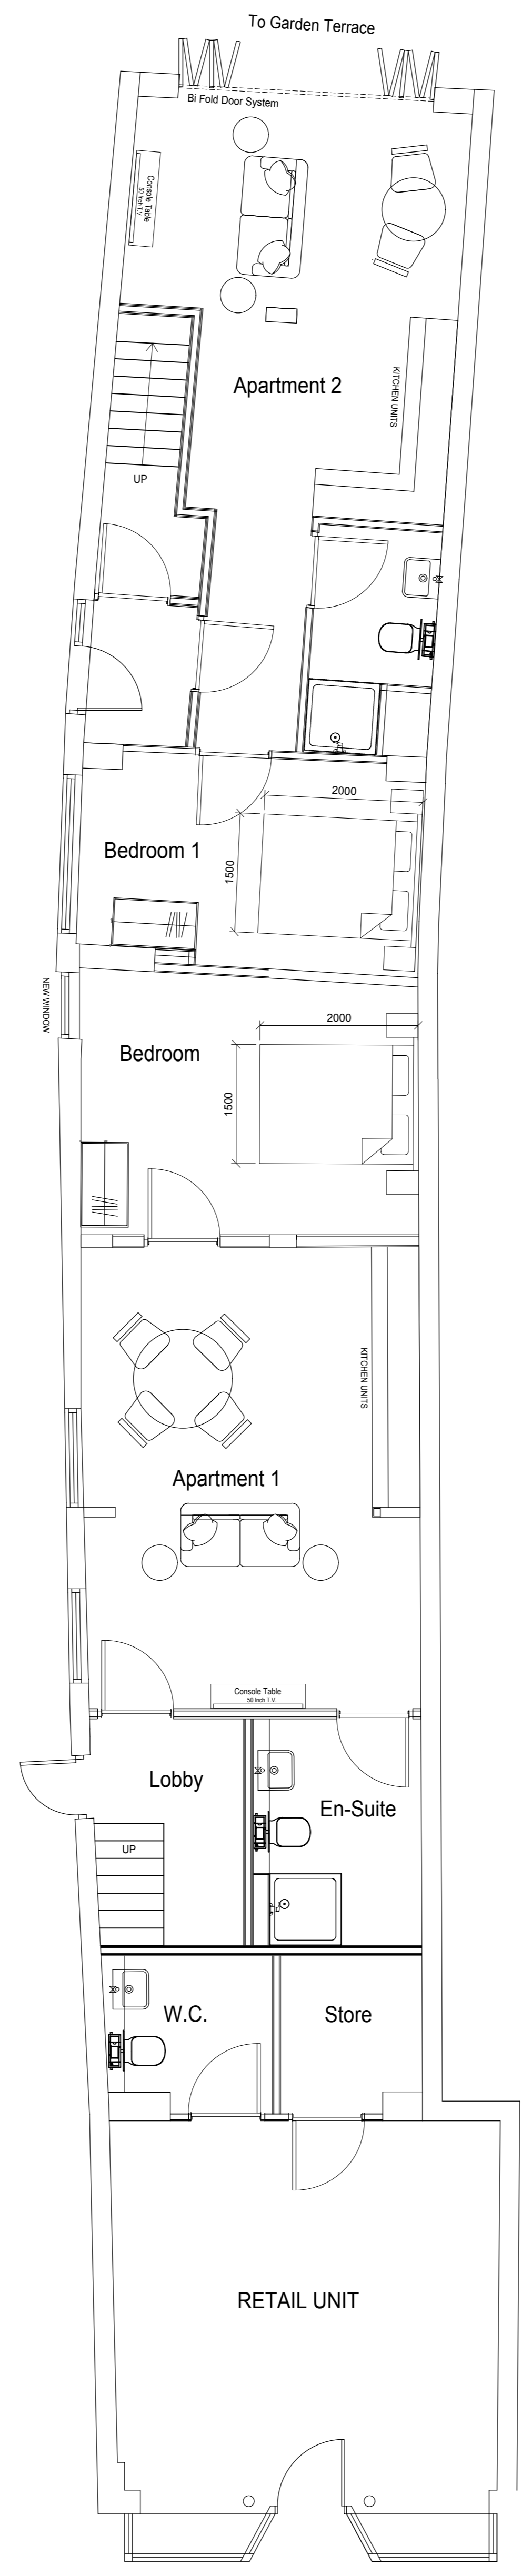 To Garden Terrace
Bi Fold Door System
Console Table
50 Inch T.V.
Apartment 2
KITCHEN UNITS
UP
2000
Bedroom 1
1500
NEW WINDOW
2000
Bedroom
1500
KITCHEN UNITS
Apartment 1
Console Table
50 Inch T.V.
Lobby
En-Suite
UP
W.C.
Store
RETAIL UNIT